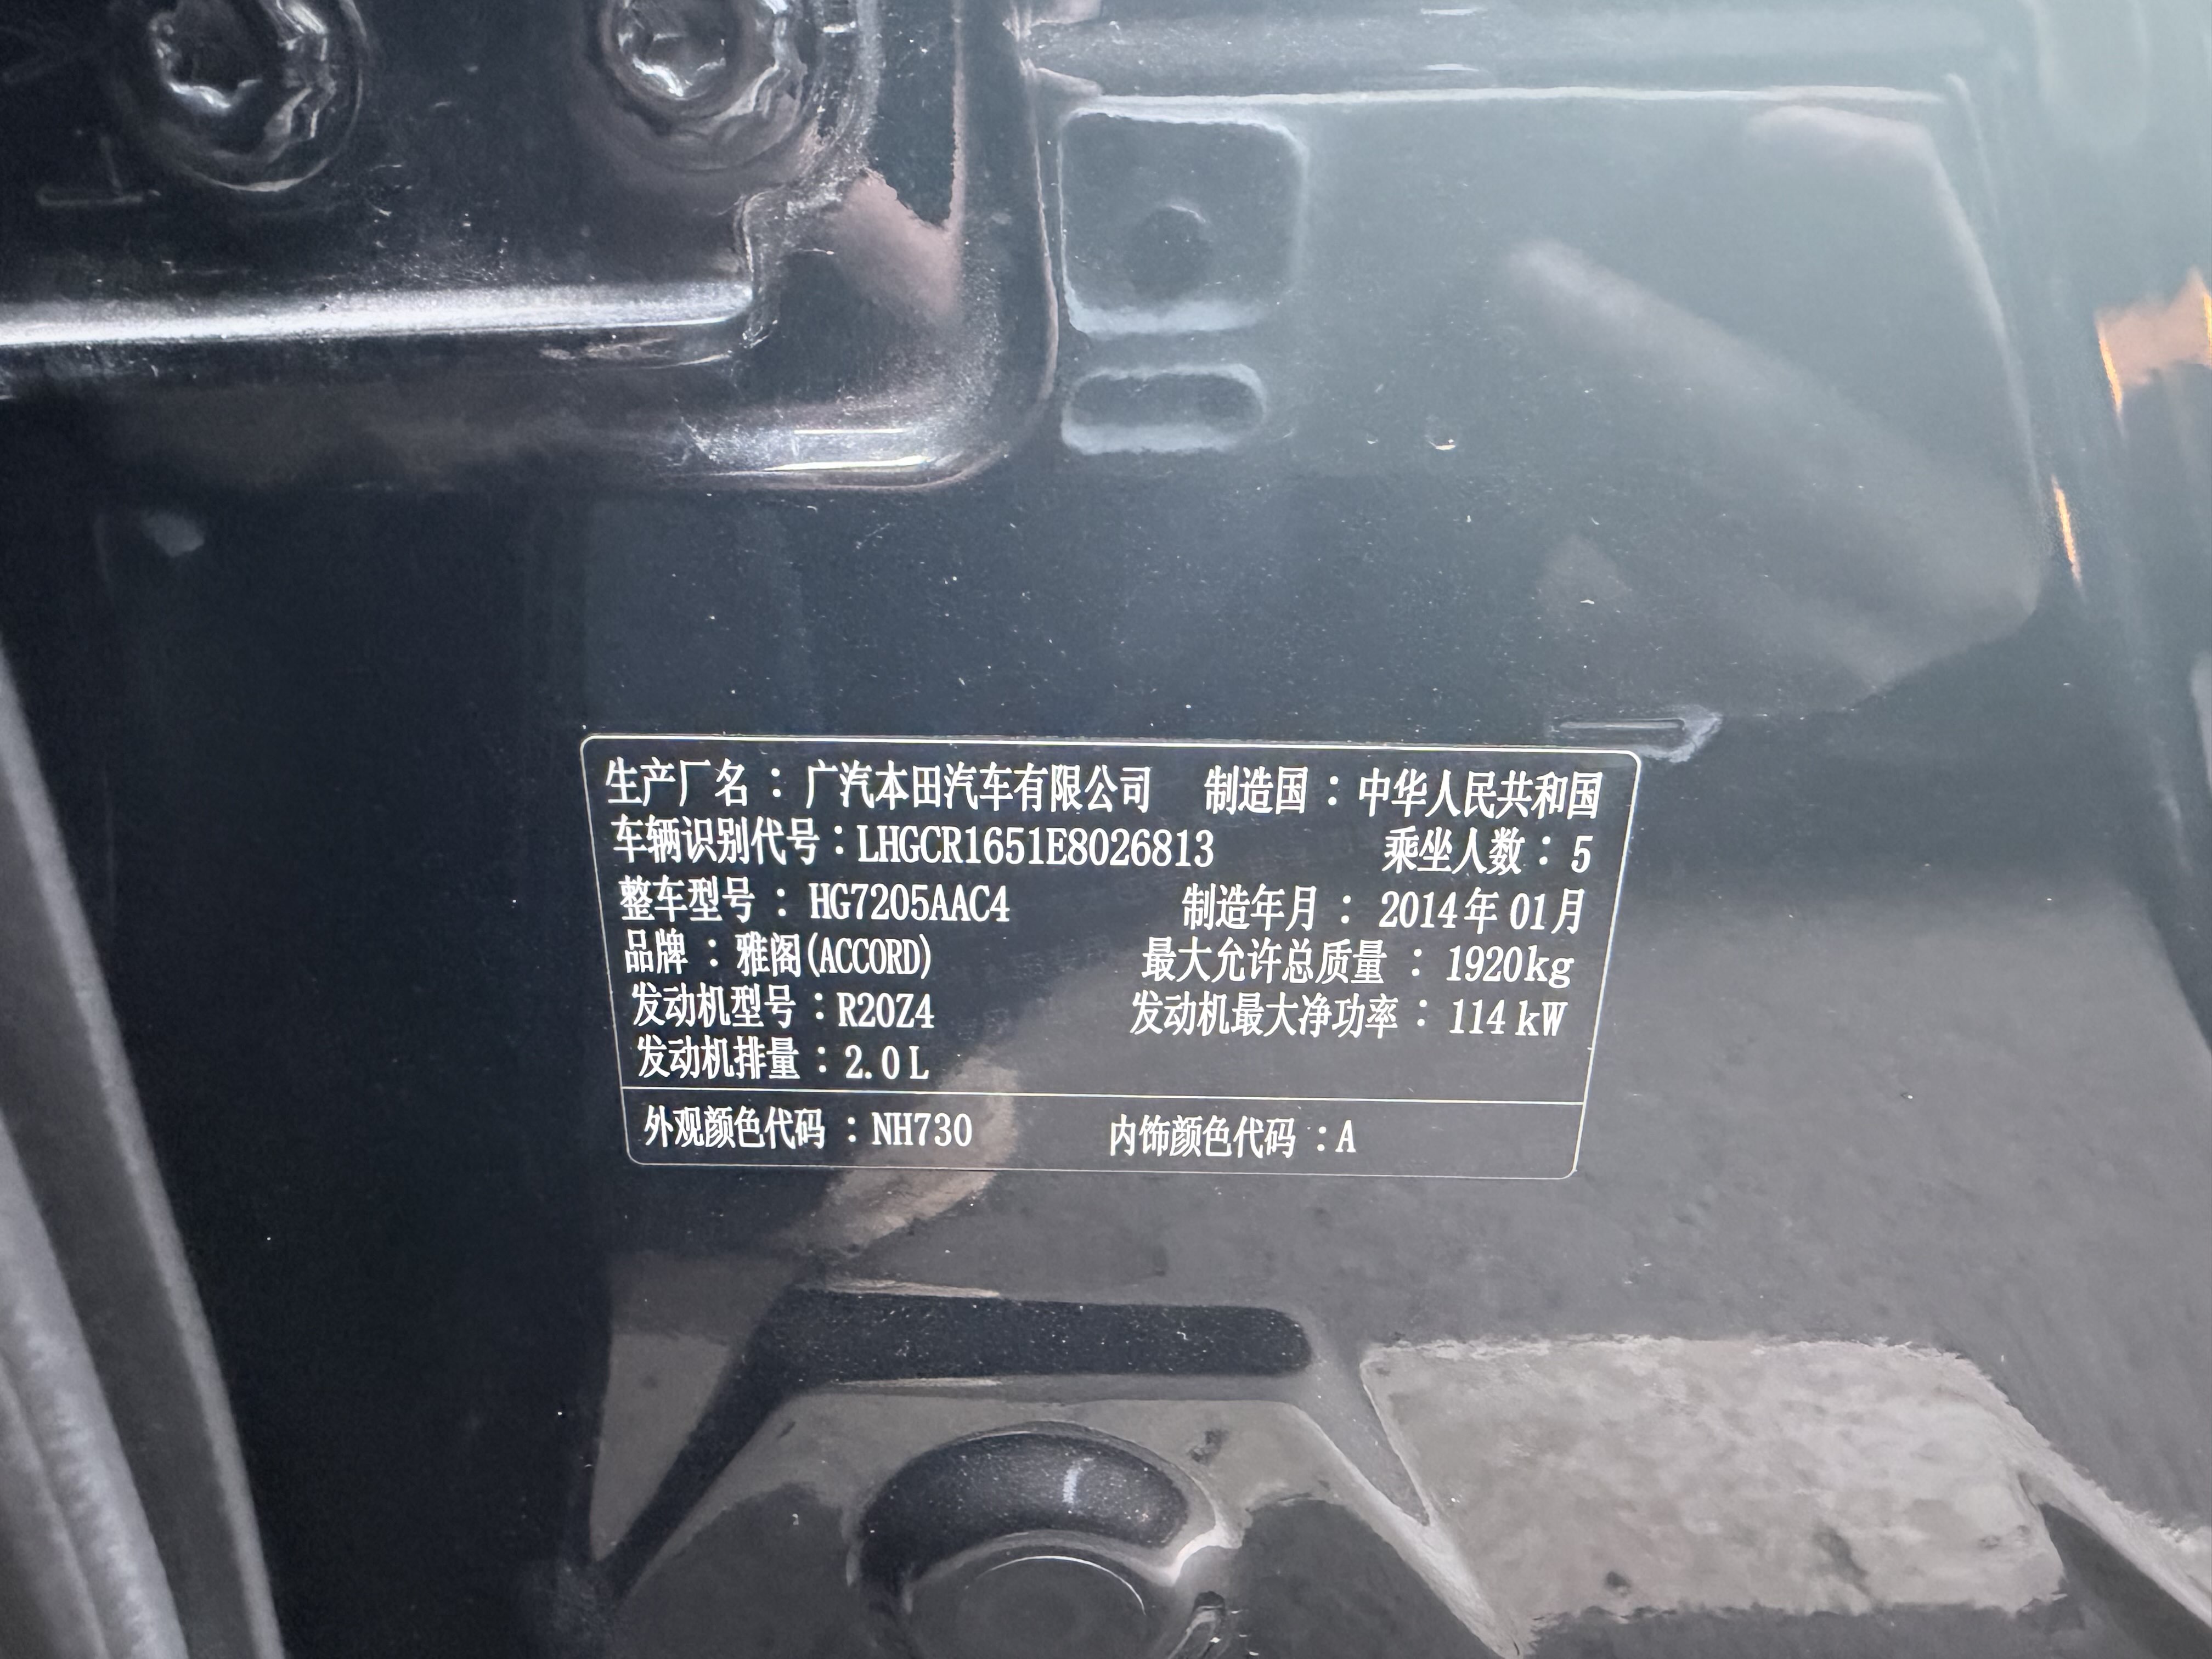 生产厂名：广汽本田汽车有限公司 制造国：中华人民共和国
车辆识别代号：LHGCR1651E8026813 乘坐人数：5
整车型号：HG7205AAC4 制造年月：2014年01月
品牌：雅阁(ACCORD) 最大允许总质量：1920kg
发动机型号：R20Z4 发动机最大净功率：114kW
发动机排量：2.0L
外观颜色代码：NH730 内饰颜色代码：A